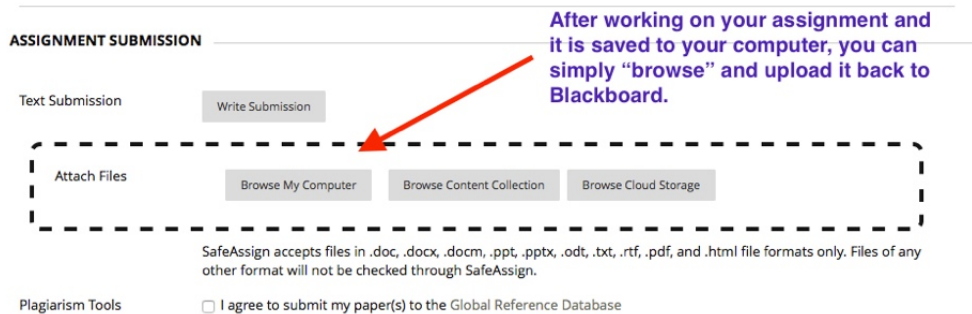 After working on your assignment and
it is saved to your computer, you can
simply “browse” and upload it back to
Blackboard.
ASSIGNMENT SUBMISSION
Text Submission
Write Submission
Attach Files
Browse My Computer
Browse Content Collection
Browse Cloud Storage
SafeAssign accepts files in .doc, .docx, .docm, .ppt, .pptx, .odt, .txt, .rtf, .pdf, and .html file formats only. Files of any
other format will not be checked through SafeAssign.
Plagiarism Tools
I agree to submit my paper(s) to the Global Reference Database